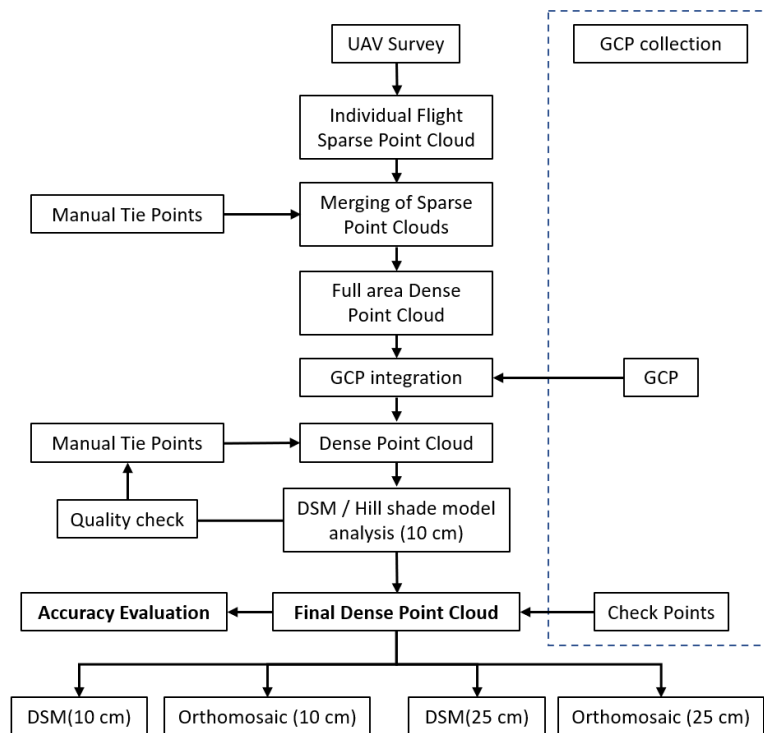 UAV Survey
GCP collection
Individual Flight
Sparse Point Cloud
Manual Tie Points
Merging of Sparse
Point Clouds
Full area Dense
Point Cloud
GCP integration
GCP
Manual Tie Points
Dense Point Cloud
Quality check
DSM / Hill shade model
analysis (10 cm)
Accuracy Evaluation
Final Dense Point Cloud
Check Points
DSM(10 cm)
Orthomosaic (10 cm)
DSM(25 cm)
Orthomosaic (25 cm)